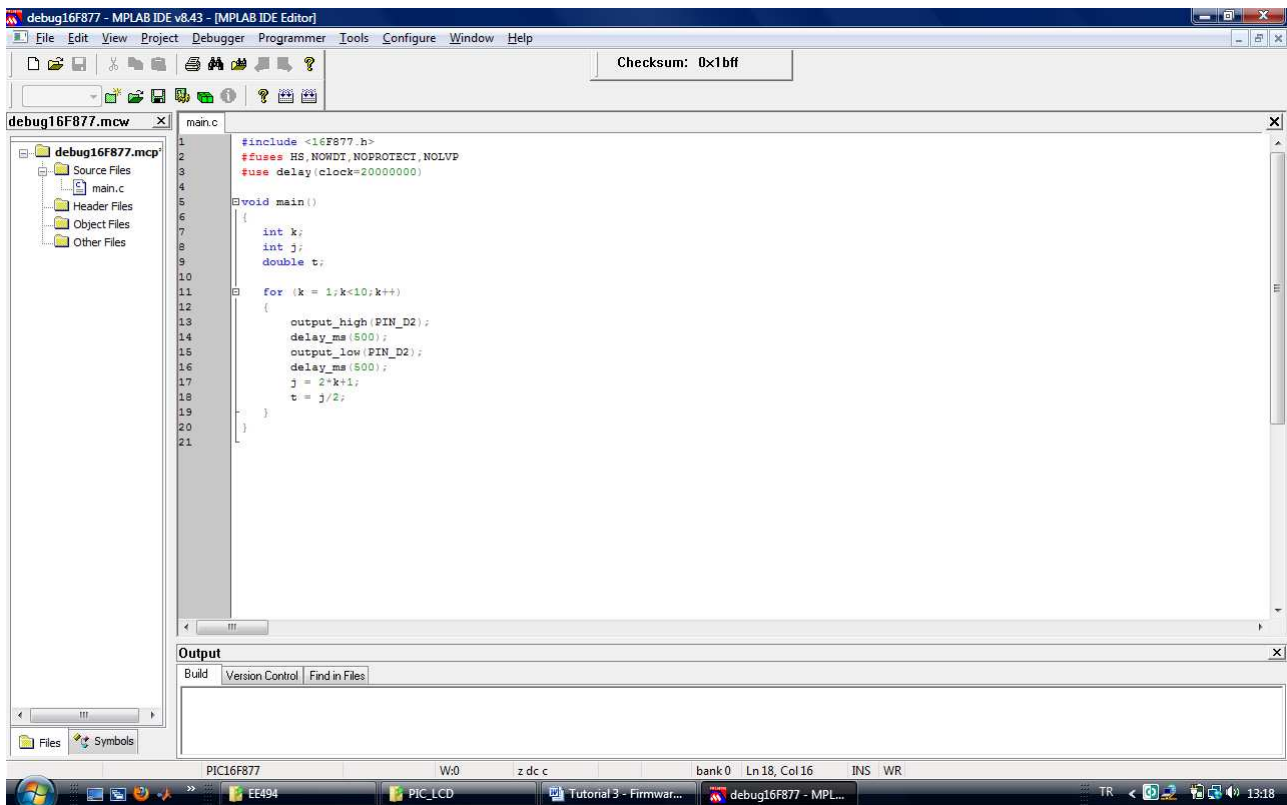 debug16F877 - MPLAB IDE v8.43 - [MPLAB IDE Editor]
File Edit View Project Debugger Programmer Tools Configure Window Help
Checksum: 0x1bff
debug16F877.mcw
debug16F877.mcp*
Source Files
main.c
Header Files
Object Files
Other Files
Files Symbols
main.c
1 #include <16F877.h>
2 #fuses HS,NOWDT,NOPROTECT,NOLVP
3 #use delay(clock=20000000)
4
5 void main()
6 {
7 int k;
8 int j;
9 double t;
10
11 for (k = 1;k<10;k++)
12 {
13 output_high(PIN_D2);
14 delay_ms(500);
15 output_low(PIN_D2);
16 delay_ms(500);
17 j = 2*k+1;
18 t = j/2;
19 }
20 }
21
Output
Build Version Control Find in Files
PIC16F877 W:0 z dc c bank 0 Ln 18, Col 16 INS WR
EE494 PIC_LCD Tutorial 3 - Firmwar... debug16F877 - MPL... TR 13:18